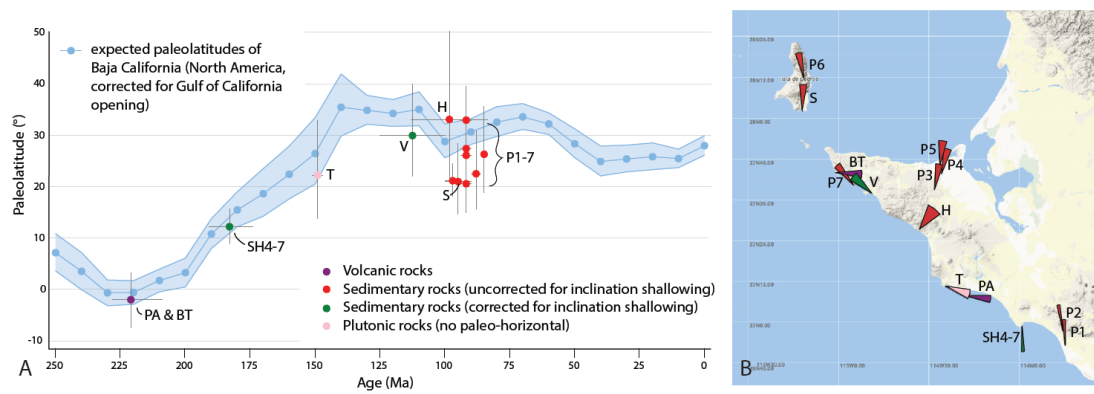 50
40
30
20
10
0
-10
Paleolatitude (°)
expected paleolatitudes of
Baja California (North America,
corrected for Gulf of California
opening)
H
V
T
P1-7
S
SH4-7
PA & BT
Volcanic rocks
Sedimentary rocks (uncorrected for inclination shallowing)
Sedimentary rocks (corrected for inclination shallowing)
Plutonic rocks (no paleo-horizontal)
A
250 225 200 175 150 125 100 75 50 25 0
Age (Ma)
P6
S
P5
P4
BT
P3
P7
V
H
T
PA
P2
SH4-7
P1
B